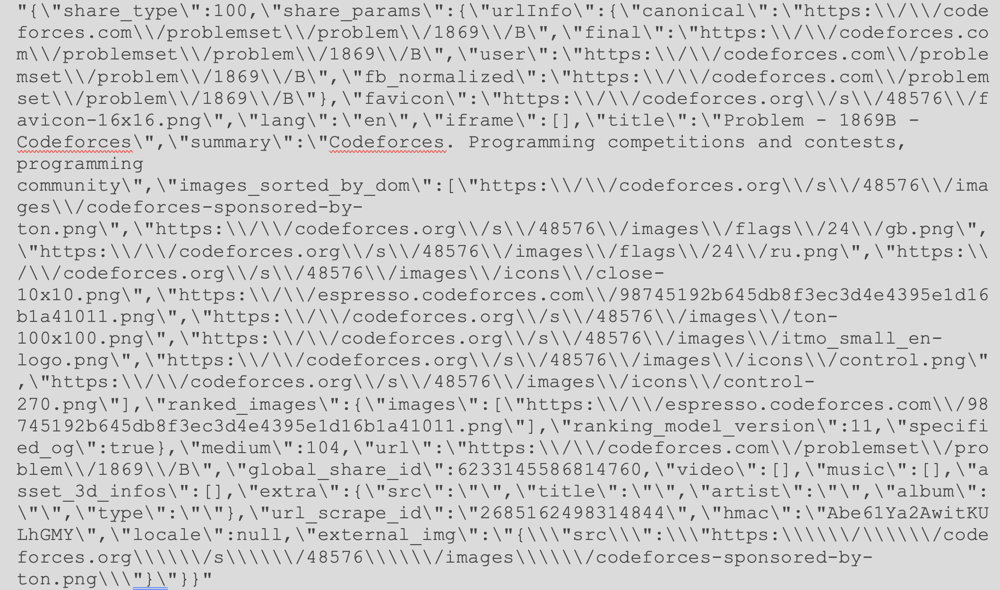 "{\"share_type\":100,\"share_params\":{\"urlInfo\":{\"canonical\":\"https:\\/\\/code
forces.com\\/problemset\\/problem\\/1869\\/B\",\"final\":\"https:\\/\\/codeforces.co
m\\/problemset\\/problem\\/1869\\/B\",\"user\":\"https:\\/\\/codeforces.com\\/proble
mset\\/problem\\/1869\\/B\",\"fb_normalized\":\"https:\\/\\/codeforces.com\\/problem
set\\/problem\\/1869\\/B\"},\"favicon\":\"https:\\/\\/codeforces.org\\/s\\/48576\\/f
avicon-16x16.png\",\"lang\":\"en\",\"iframe\":[],\"title\":\"Problem - 1869B -
Codeforces\",\"summary\":\"Codeforces. Programming competitions and contests,
programming
community\",\"images_sorted_by_dom\":[\"https:\\/\\/codeforces.org\\/s\\/48576\\/ima
ges\\/codeforces-sponsored-by-
ton.png\",\"https:\\/\\/codeforces.org\\/s\\/48576\\/images\\/flags\\/24\\/gb.png\",
\"https:\\/\\/codeforces.org\\/s\\/48576\\/images\\/flags\\/24\\/ru.png\",\"https:\\
/\\/codeforces.org\\/s\\/48576\\/images\\/icons\\/close-
10x10.png\",\"https:\\/\\/espresso.codeforces.com\\/98745192b645db8f3ec3d4e4395e1d16
b1a41011.png\",\"https:\\/\\/codeforces.org\\/s\\/48576\\/images\\/ton-
100x100.png\",\"https:\\/\\/codeforces.org\\/s\\/48576\\/images\\/itmo_small_en-
logo.png\",\"https:\\/\\/codeforces.org\\/s\\/48576\\/images\\/icons\\/control.png\"
,\"https:\\/\\/codeforces.org\\/s\\/48576\\/images\\/icons\\/control-
270.png\"],\"ranked_images\":{\"images\":[\"https:\\/\\/espresso.codeforces.com\\/98
745192b645db8f3ec3d4e4395e1d16b1a41011.png\"],\"ranking_model_version\":11,\"specifi
ed_og\":true},\"medium\":104,\"url\":\"https:\\/\\/codeforces.com\\/problemset\\/pro
blem\\/1869\\/B\",\"global_share_id\":6233145586814760,\"video\":[],\"music\":[],\"a
sset_3d_infos\":[],\"extra\":{\"src\":\"\",\"title\":\"\",\"artist\":\"\",\"album\":
\"\",\"type\":\"\"},\"url_scrape_id\":\"2685162498314844\",\"hmac\":\"Abe61Ya2AwitKU
LhGMY\",\"locale\":null,\"external_img\":\"{\\\"src\\\":\\\"https:\\\\\\/\\\\\\/code
forces.org\\\\\\/s\\\\\\/48576\\\\\\/images\\\\\\/codeforces-sponsored-by-
ton.png\\\"}\"}}"